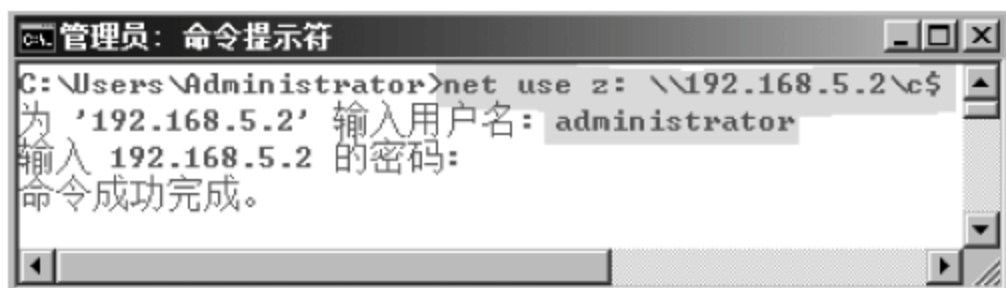 管理员: 命令提示符
C:\Users\Administrator>net use z: \\192.168.5.2\c$
为 '192.168.5.2' 输入用户名: administrator
输入 192.168.5.2 的密码:
命令成功完成。